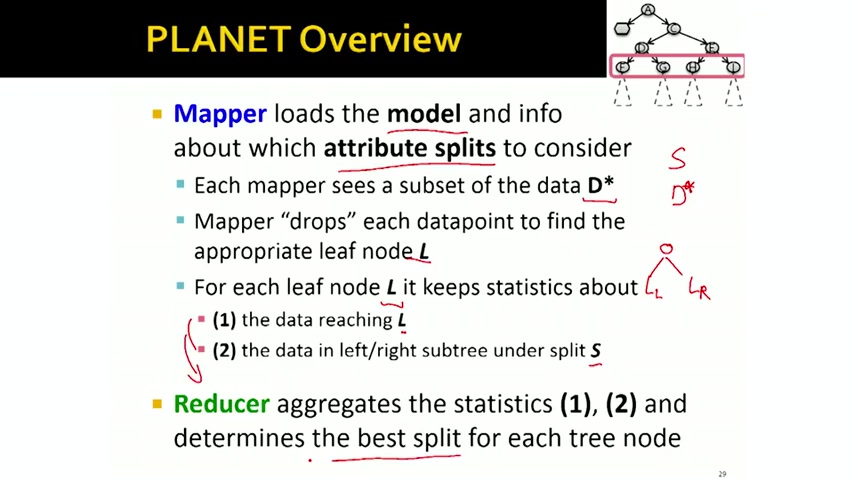 PLANET Overview
A
C
D E
F G H I
Mapper loads the model and info
about which attribute splits to consider
S
Each mapper sees a subset of the data D*
D*
Mapper "drops" each datapoint to find the
appropriate leaf node L
For each leaf node L it keeps statistics about
L_L L_R
(1) the data reaching L
(2) the data in left/right subtree under split S
Reducer aggregates the statistics (1), (2) and
determines the best split for each tree node
29